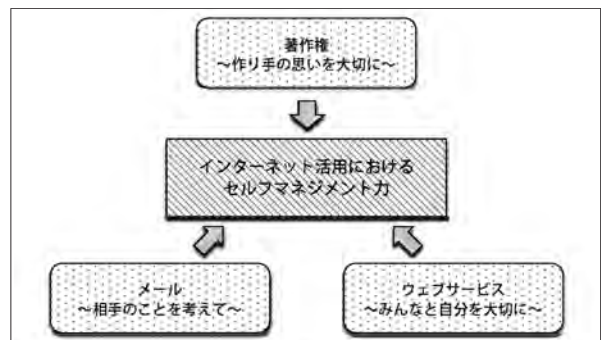 著作権
～作り手の思いを大切に～
インターネット活用における
セルフマネジメント力
メール
～相手のことを考えて～
ウェブサービス
～みんなと自分を大切に～